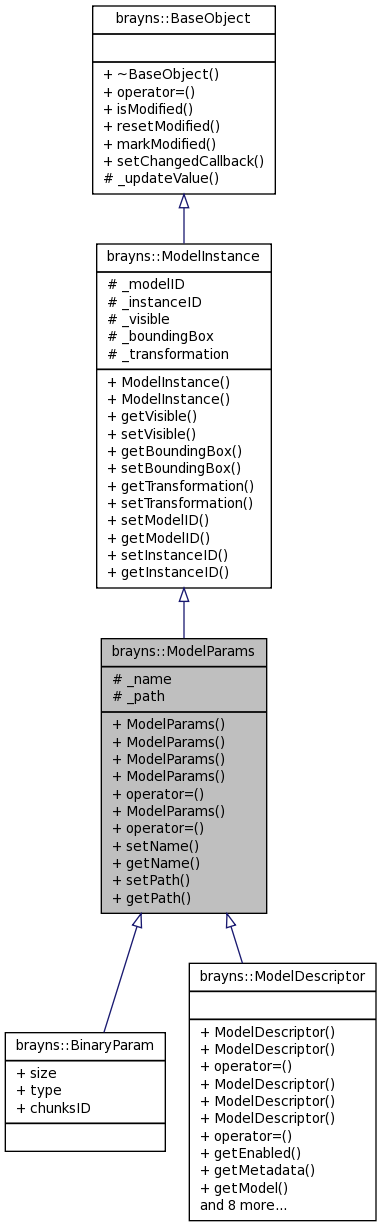 brayns::BaseObject
+ ~BaseObject()
+ operator=()
+ isModified()
+ resetModified()
+ markModified()
+ setChangedCallback()
# _updateValue()
brayns::ModelInstance
# _modelID
# _instanceID
# _visible
# _boundingBox
# _transformation
+ ModelInstance()
+ ModelInstance()
+ getVisible()
+ setVisible()
+ getBoundingBox()
+ setBoundingBox()
+ getTransformation()
+ setTransformation()
+ setModelID()
+ getModelID()
+ setInstanceID()
+ getInstanceID()
brayns::ModelParams
# _name
# _path
+ ModelParams()
+ ModelParams()
+ ModelParams()
+ ModelParams()
+ operator=()
+ ModelParams()
+ operator=()
+ setName()
+ getName()
+ setPath()
+ getPath()
brayns::BinaryParam
+ size
+ type
+ chunksID
brayns::ModelDescriptor
+ ModelDescriptor()
+ ModelDescriptor()
+ operator=()
+ ModelDescriptor()
+ ModelDescriptor()
+ ModelDescriptor()
+ operator=()
+ getEnabled()
+ getMetadata()
+ getModel()
and 8 more...